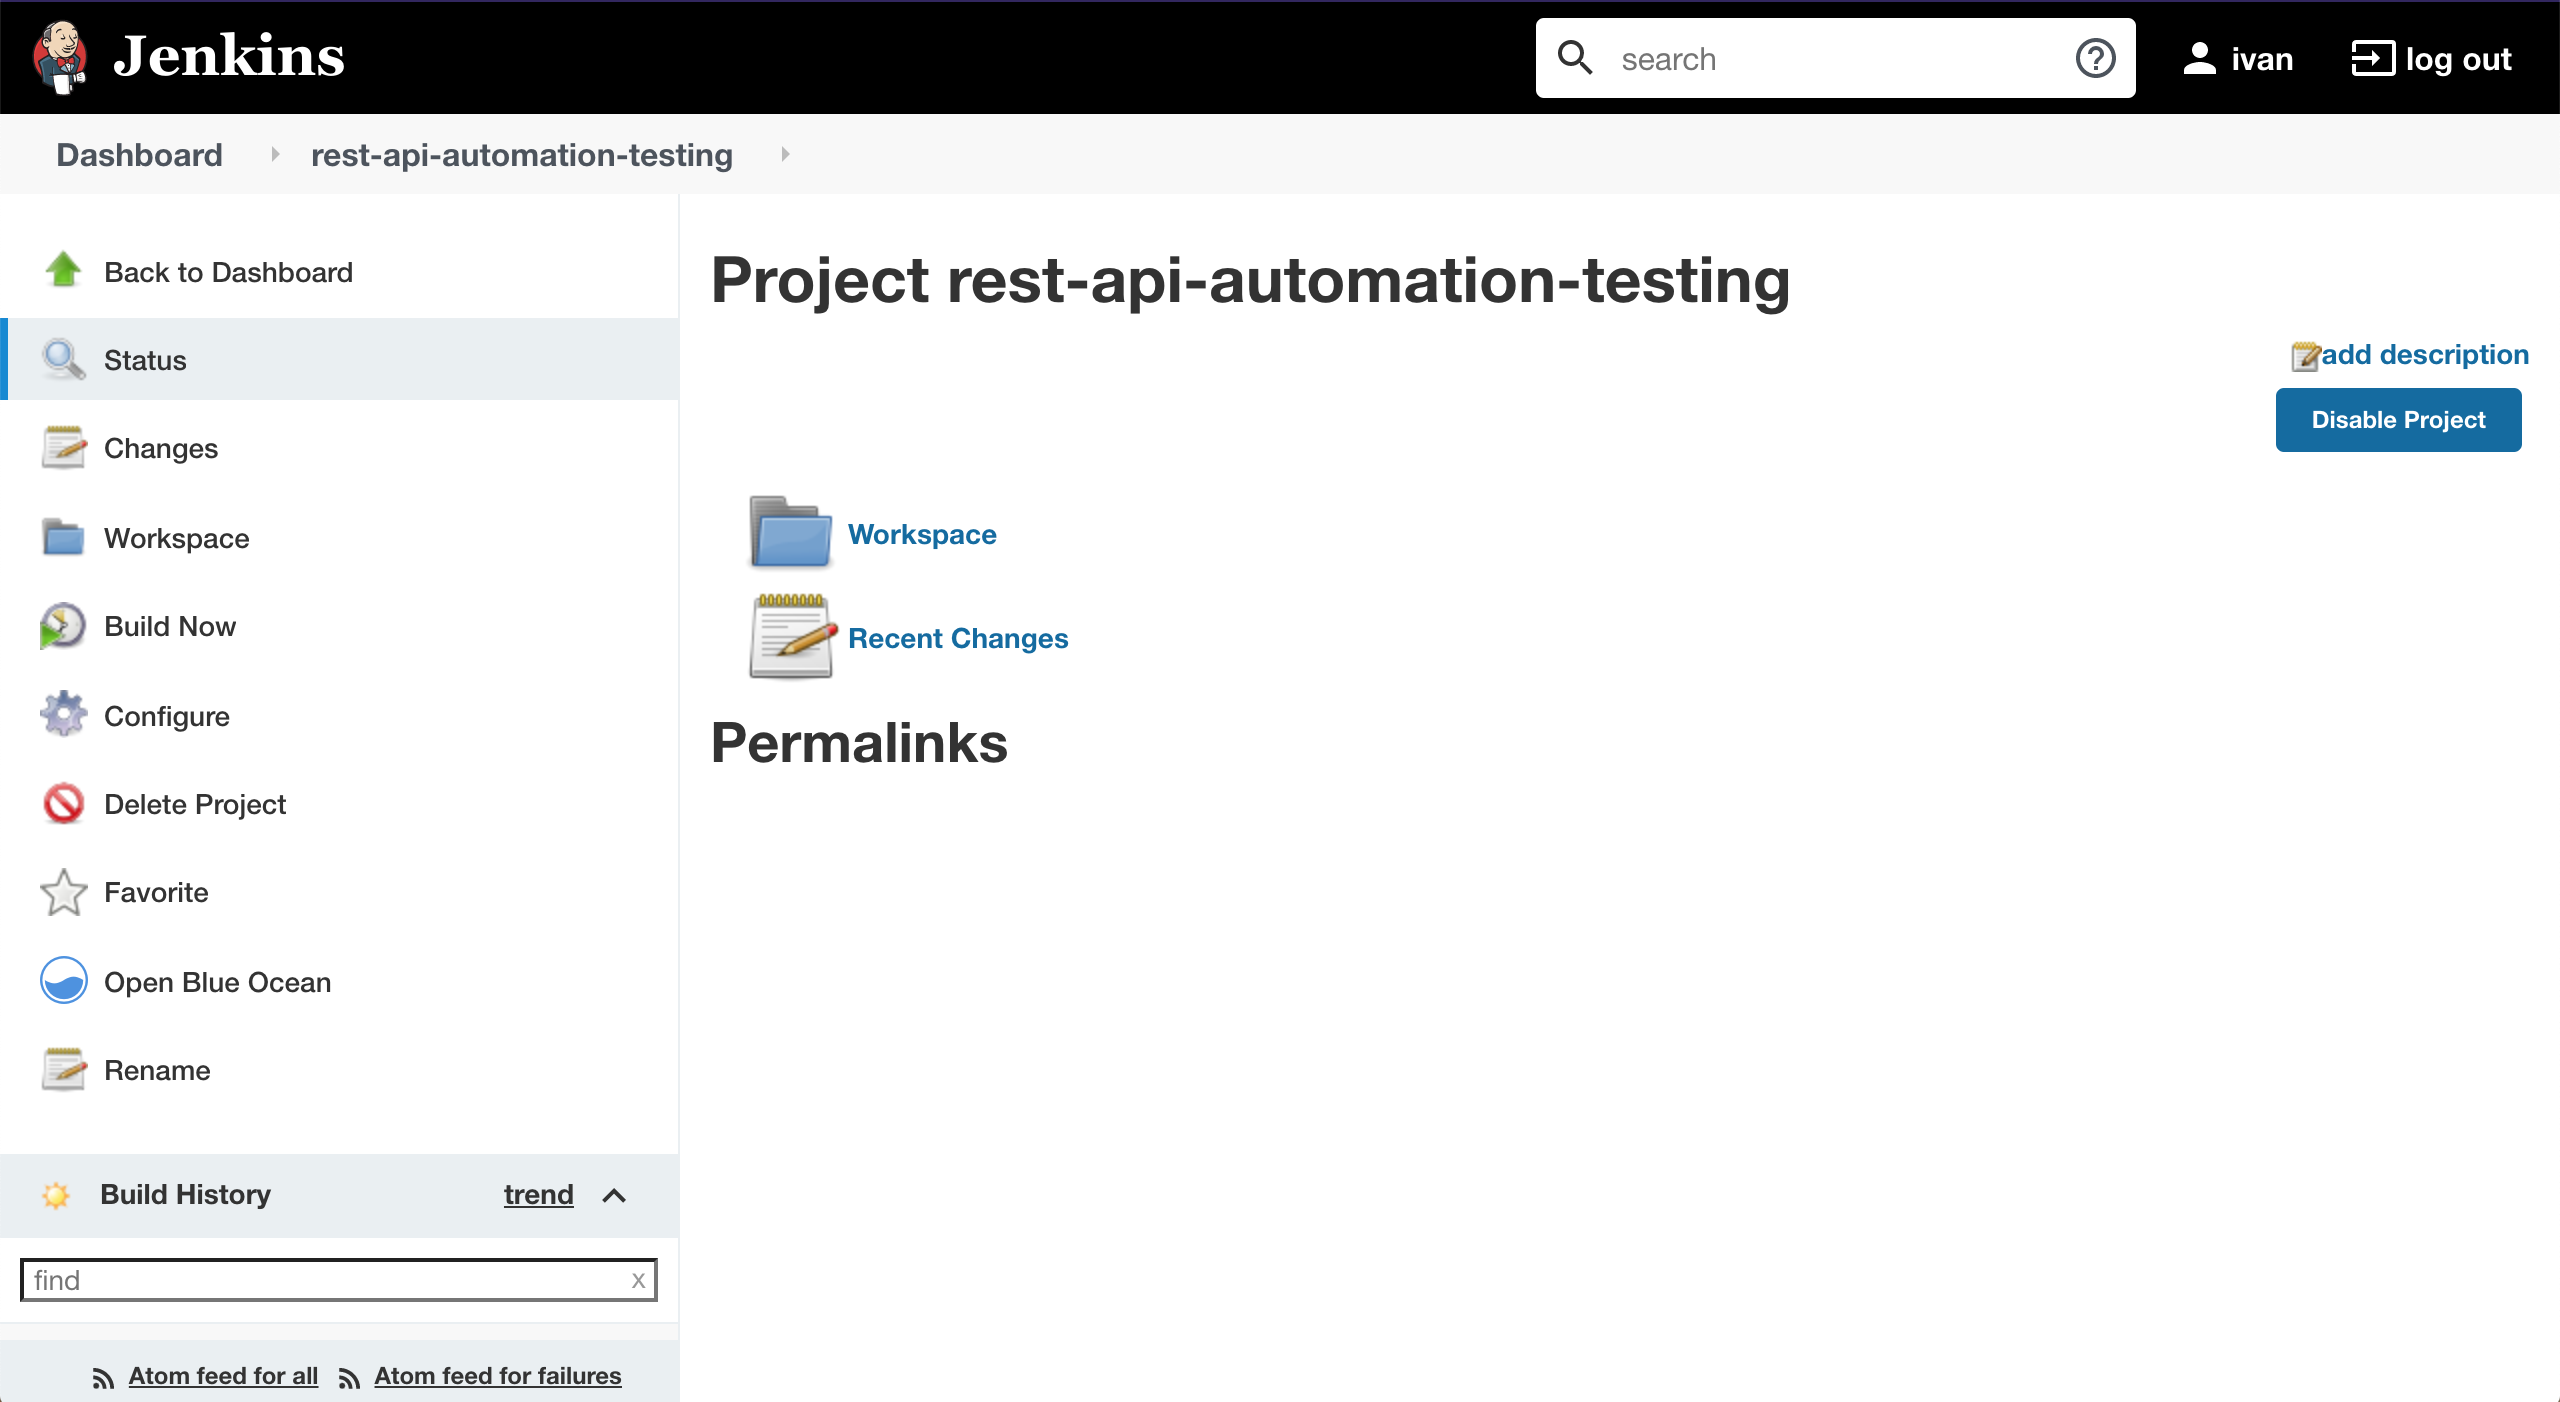 Jenkins
search
ivan
log out
Dashboard
rest-api-automation-testing
Back to Dashboard
Status
Changes
Workspace
Build Now
Configure
Delete Project
Favorite
Open Blue Ocean
Rename
Build History
trend
find
x
Atom feed for all
Atom feed for failures
Project rest-api-automation-testing
add description
Disable Project
Workspace
Recent Changes
Permalinks